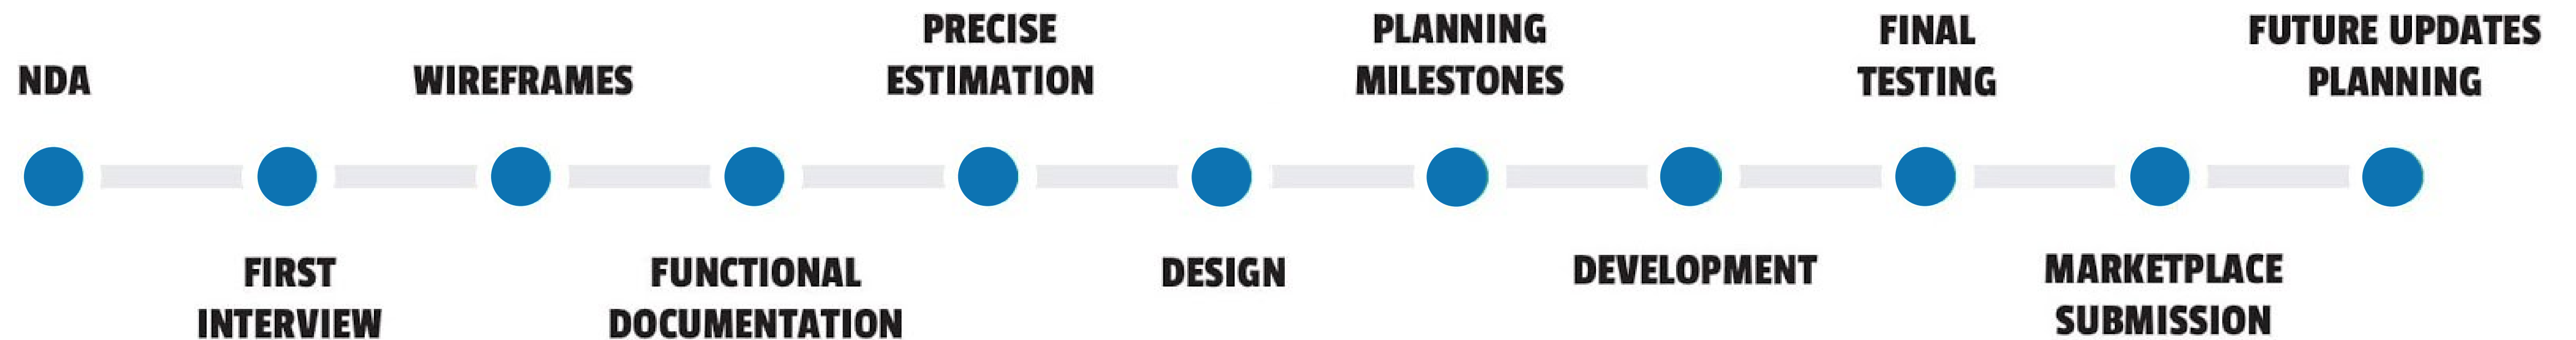 NDA
FIRST
INTERVIEW
WIREFRAMES
FUNCTIONAL
DOCUMENTATION
PRECISE
ESTIMATION
DESIGN
PLANNING
MILESTONES
DEVELOPMENT
FINAL
TESTING
MARKETPLACE
SUBMISSION
FUTURE UPDATES
PLANNING